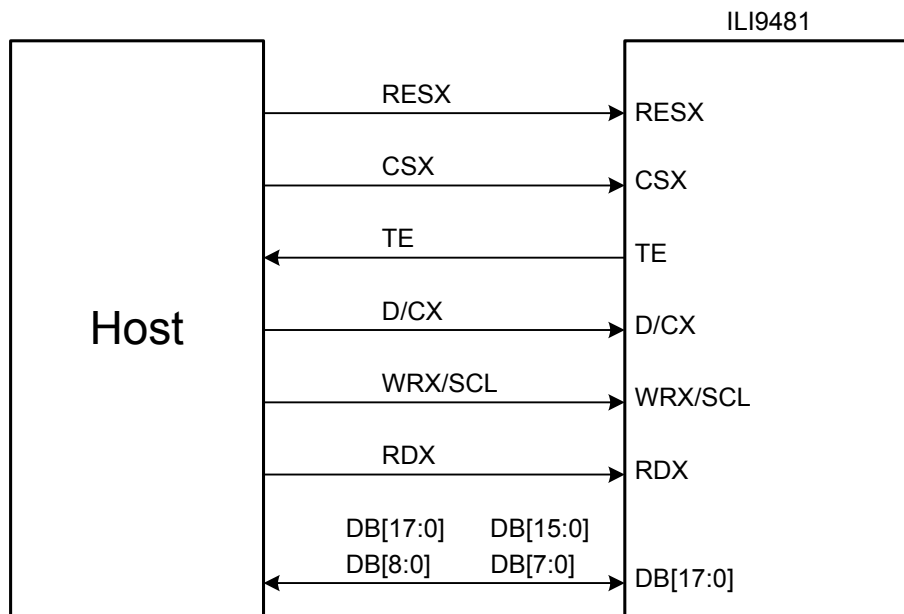 ILI9481
RESX
RESX
CSX
CSX
TE
TE
Host
D/CX
D/CX
WRX/SCL
WRX/SCL
RDX
RDX
DB[17:0] DB[15:0]
DB[8:0] DB[7:0]
DB[17:0]